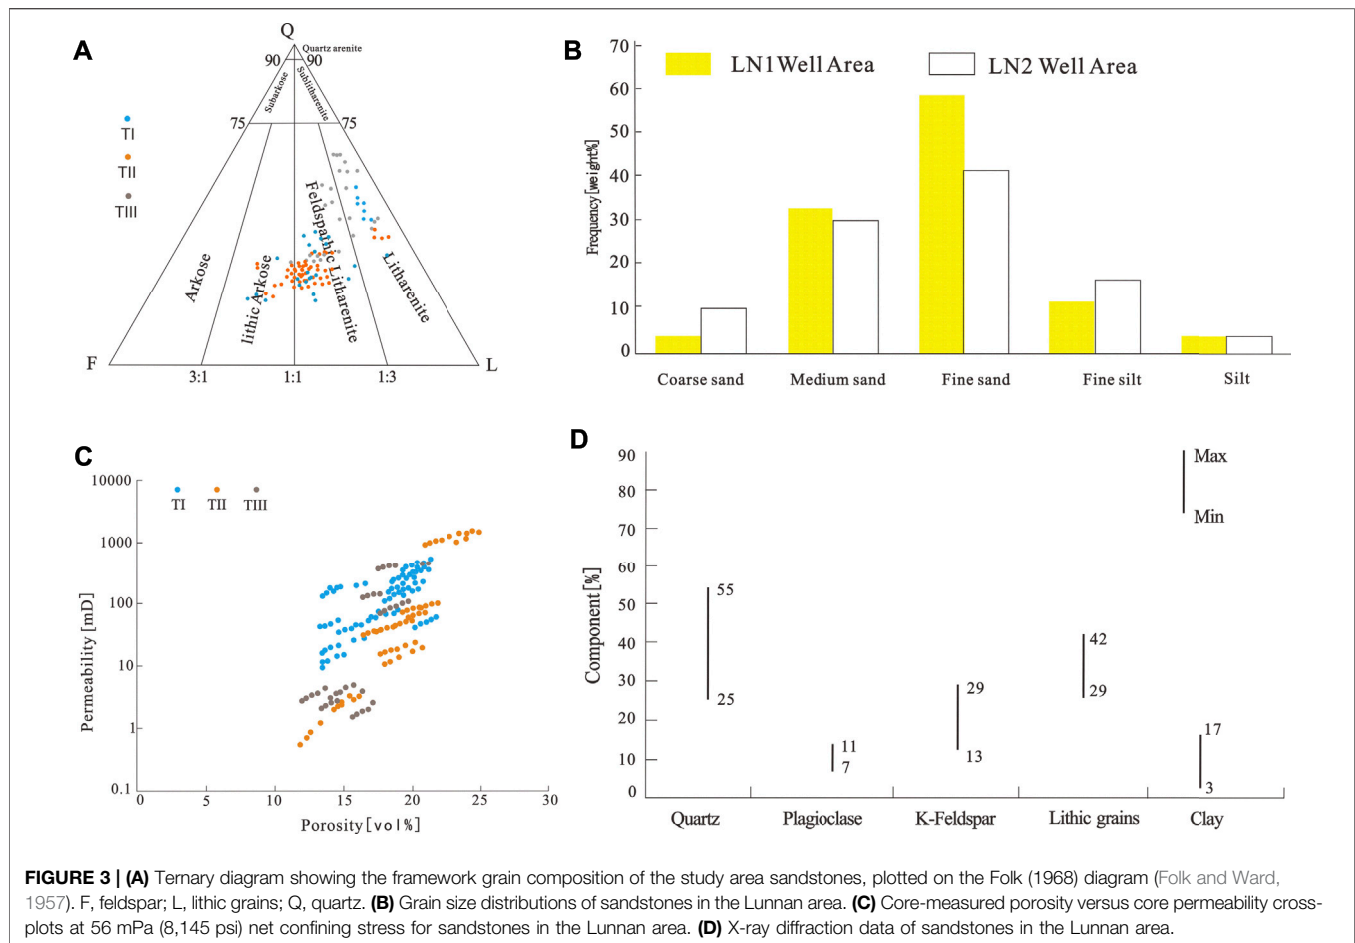 A
Q
Quartz arenite
90 90
Subarkose
Sublitharenite
75 75
TI
TII
TIII
Arkose
lithic Arkose
Feldspathic Litharenite
Litharenite
F L
3:1 1:1 1:3
B
LN1 Well Area LN2 Well Area
Frequency[weight%]
70
60
50
40
30
20
10
0
Coarse sand Medium sand Fine sand Fine silt Silt
C
TI TII TIII
Permeability [mD]
10000
1000
100
10
1
0.1
0 5 10 15 20 25 30
Porosity[vol%]
D
Component [%]
90
80
70
60
50
40
30
20
10
0
Max
Min
55
25
11
7
29
13
42
29
17
3
Quartz Plagioclase K-Feldspar Lithic grains Clay
FIGURE 3 | (A) Ternary diagram showing the framework grain composition of the study area sandstones, plotted on the Folk (1968) diagram (Folk and Ward,
1957). F, feldspar; L, lithic grains; Q, quartz. (B) Grain size distributions of sandstones in the Lunnan area. (C) Core-measured porosity versus core permeability cross-
plots at 56 mPa (8,145 psi) net confining stress for sandstones in the Lunnan area. (D) X-ray diffraction data of sandstones in the Lunnan area.